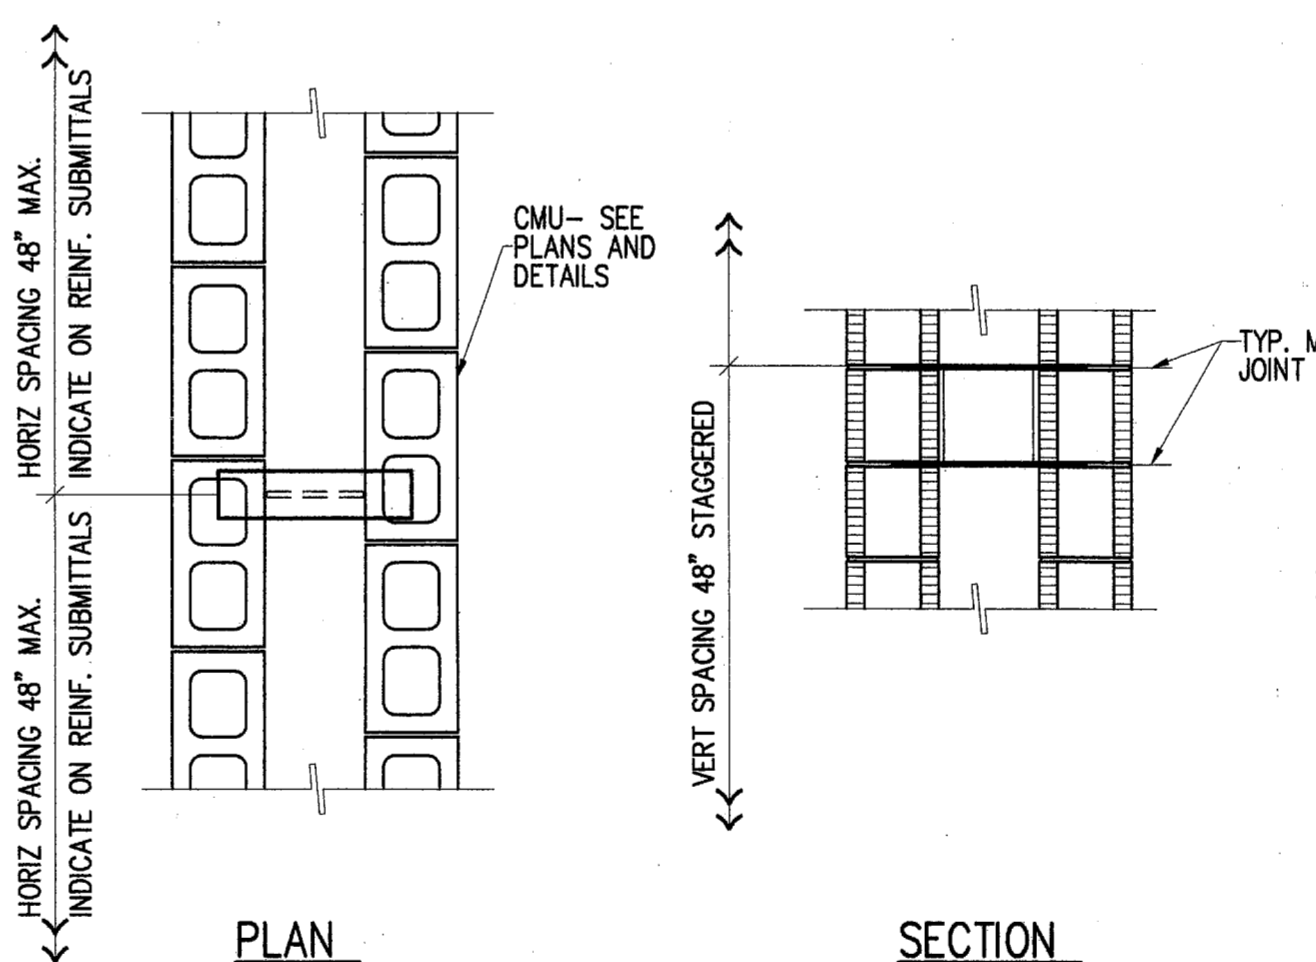 HORIZ SPACING 48" MAX.
INDICATE ON REINF. SUBMITTALS
HORIZ SPACING 48" MAX.
INDICATE ON REINF. SUBMITTALS
CMU- SEE
PLANS AND
DETAILS
PLAN
VERT SPACING 48" STAGGERED
TYP.
JOINT
SECTION